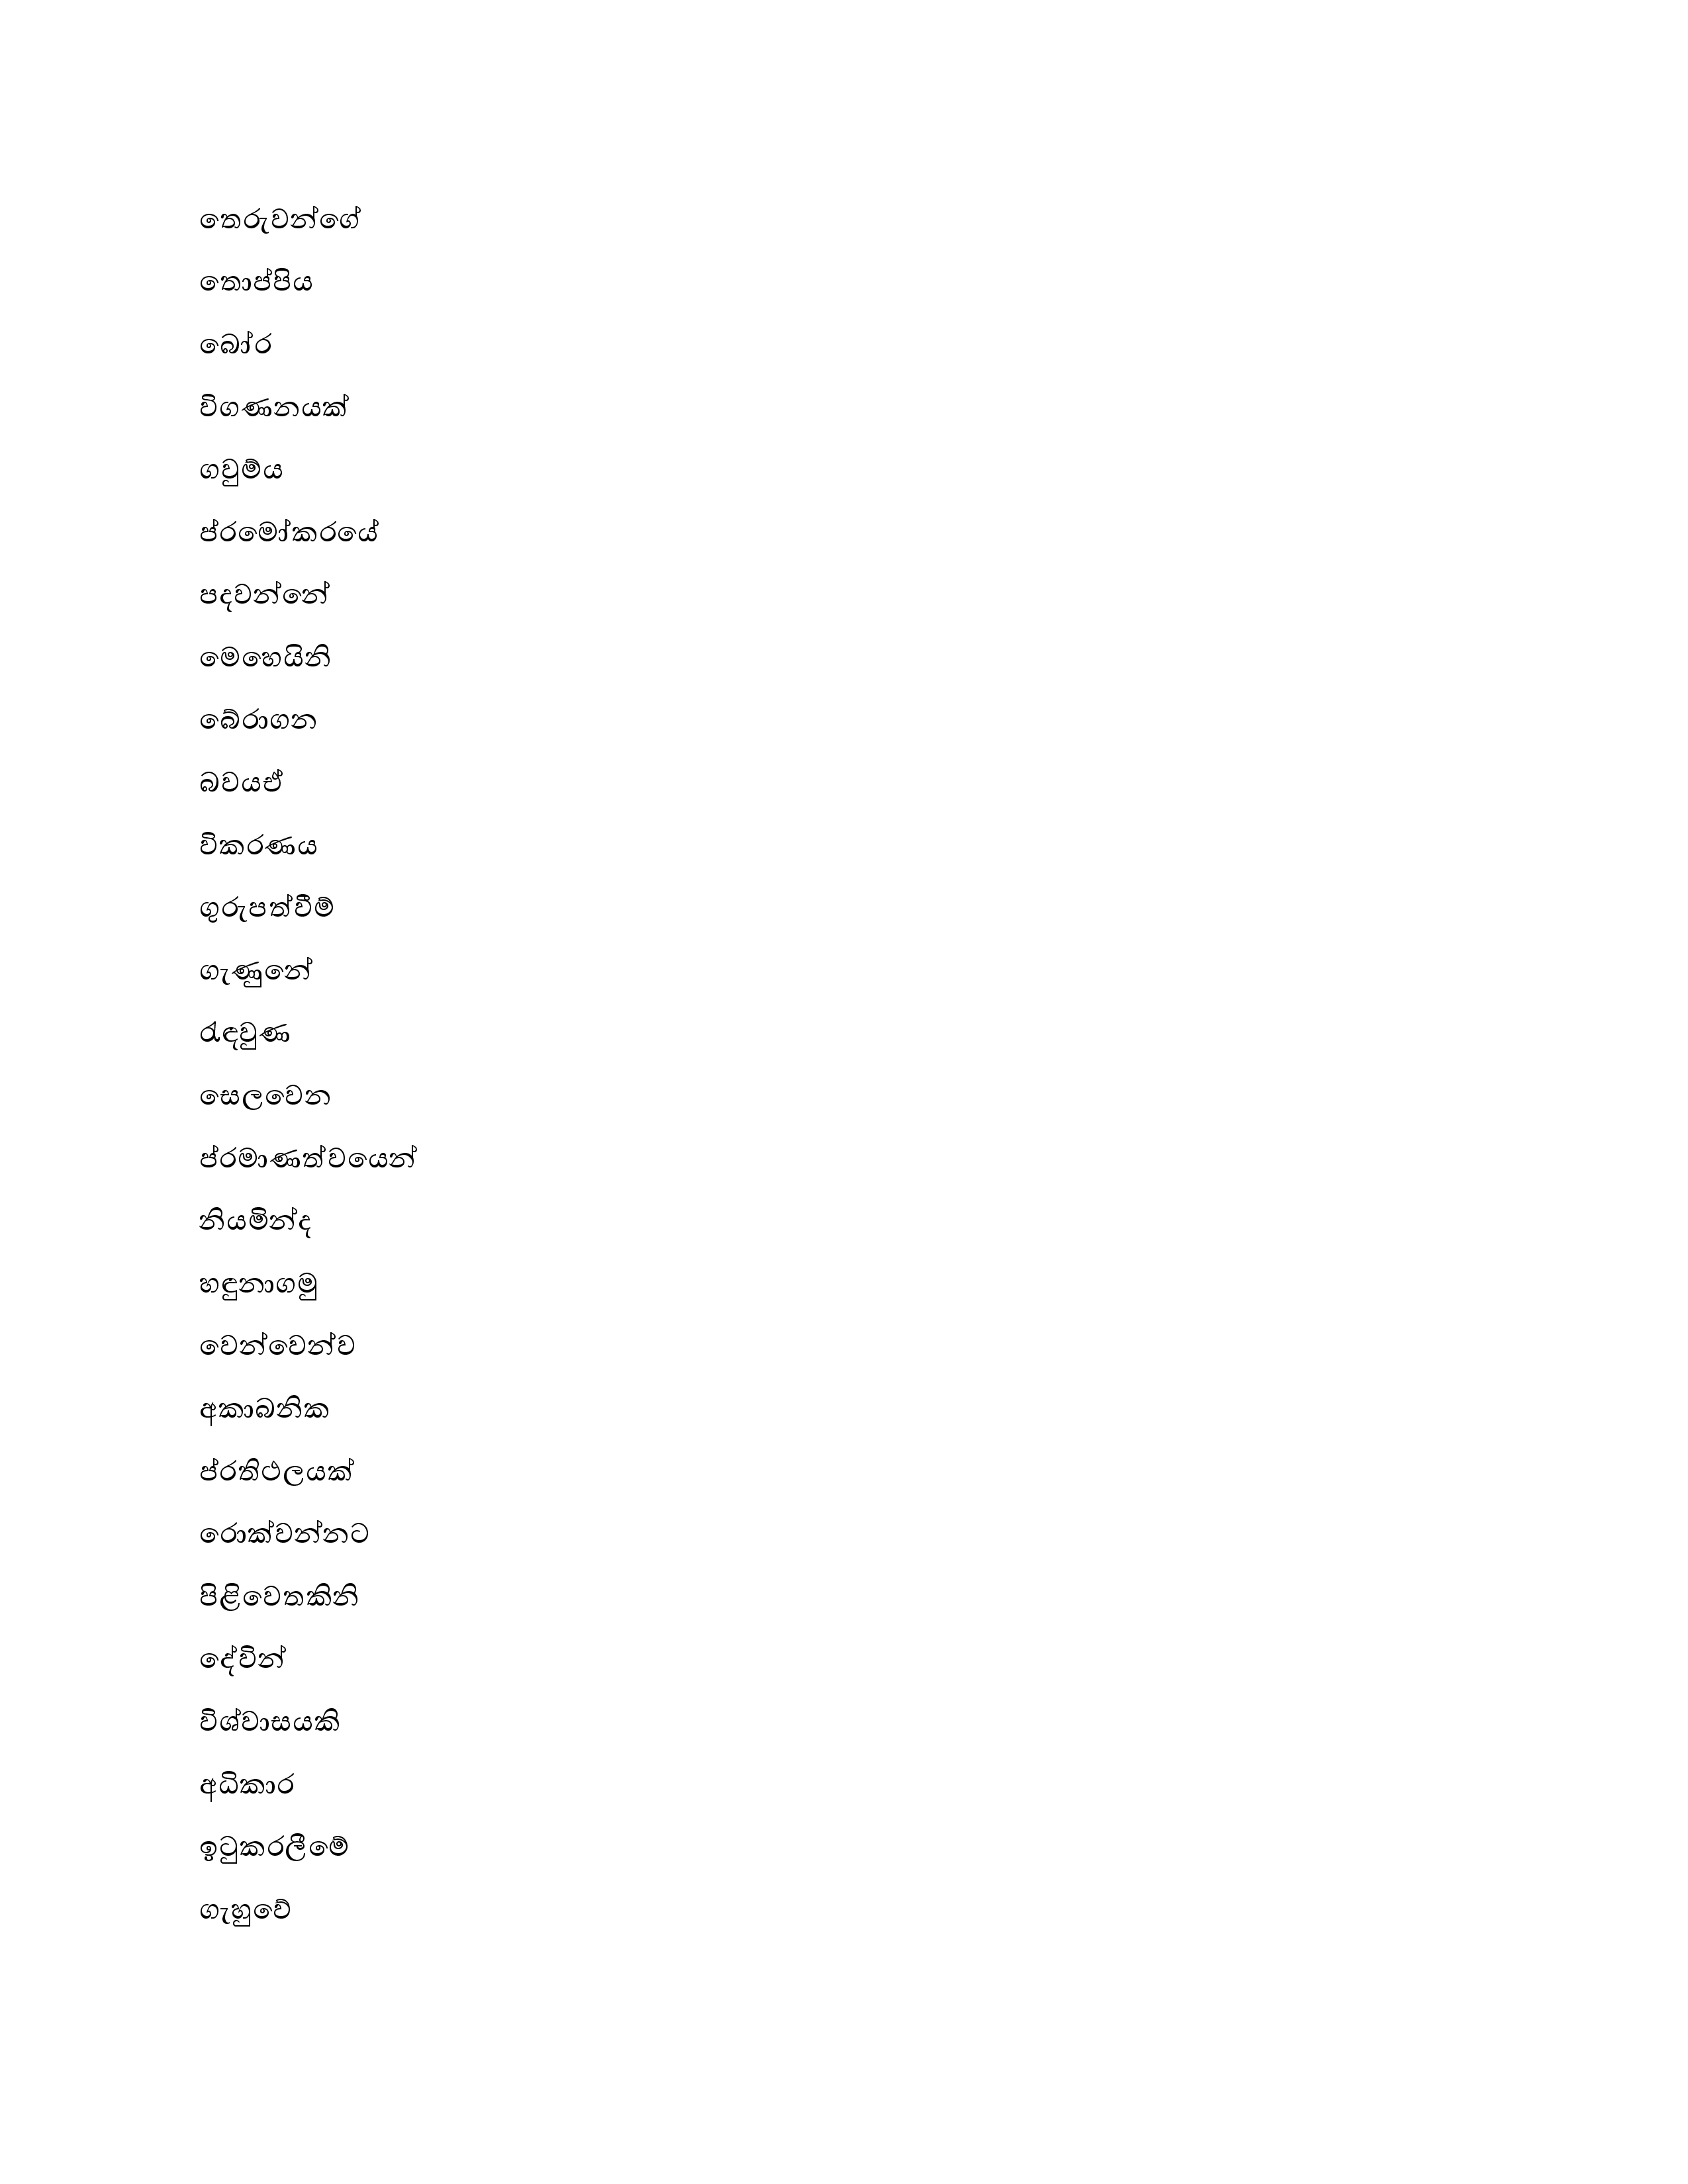 තෙරුවන්ගේ
තොප්පිය
බෝර
විගණනයක්
ගවුම්ය
ප්රමෝකරයේ
පදවන්නේ
මෙහෙයිනි
බේරාගන
බවයඒ
විකරණය
ගුරුපත්වීම්
ගැණුනේ
රැඳවුණ
සෙලවෙන
ප්රමාණත්වයෙන්
නියමින්ද
හඳුනාගමු
වෙන්වෙන්ව
අකාබනික
ප්රතිථලයක්
රොක්වන්නට
පිළිවෙතකිනි
දේවින්
විශ්වාසයකි
අධිකාර
ඉටුකරලීමේ
ගැහුවේ